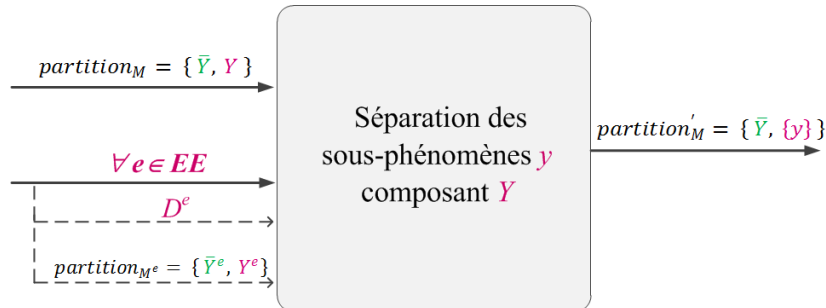 partition_M = { Ȳ, Y }
∀ e ∈ EE
D^e
partition_{M^e} = { Ȳ^e, Y^e}
Séparation des
sous-phénomènes y
composant Y
partition'_M = { Ȳ, {y} }